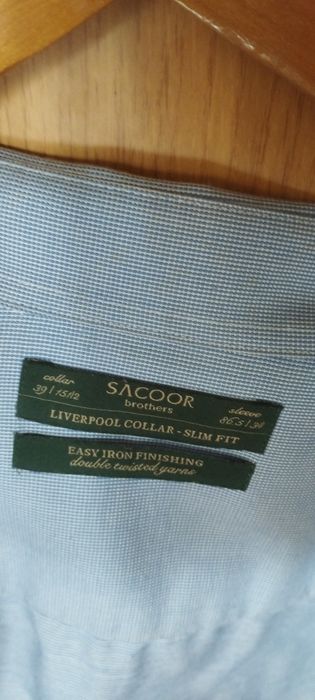 SACOOR
brothers
collar
39 | 15 1/2
sleeve
86.5 | 34
LIVERPOOL COLLAR - SLIM FIT
EASY IRON FINISHING
double twisted yarns